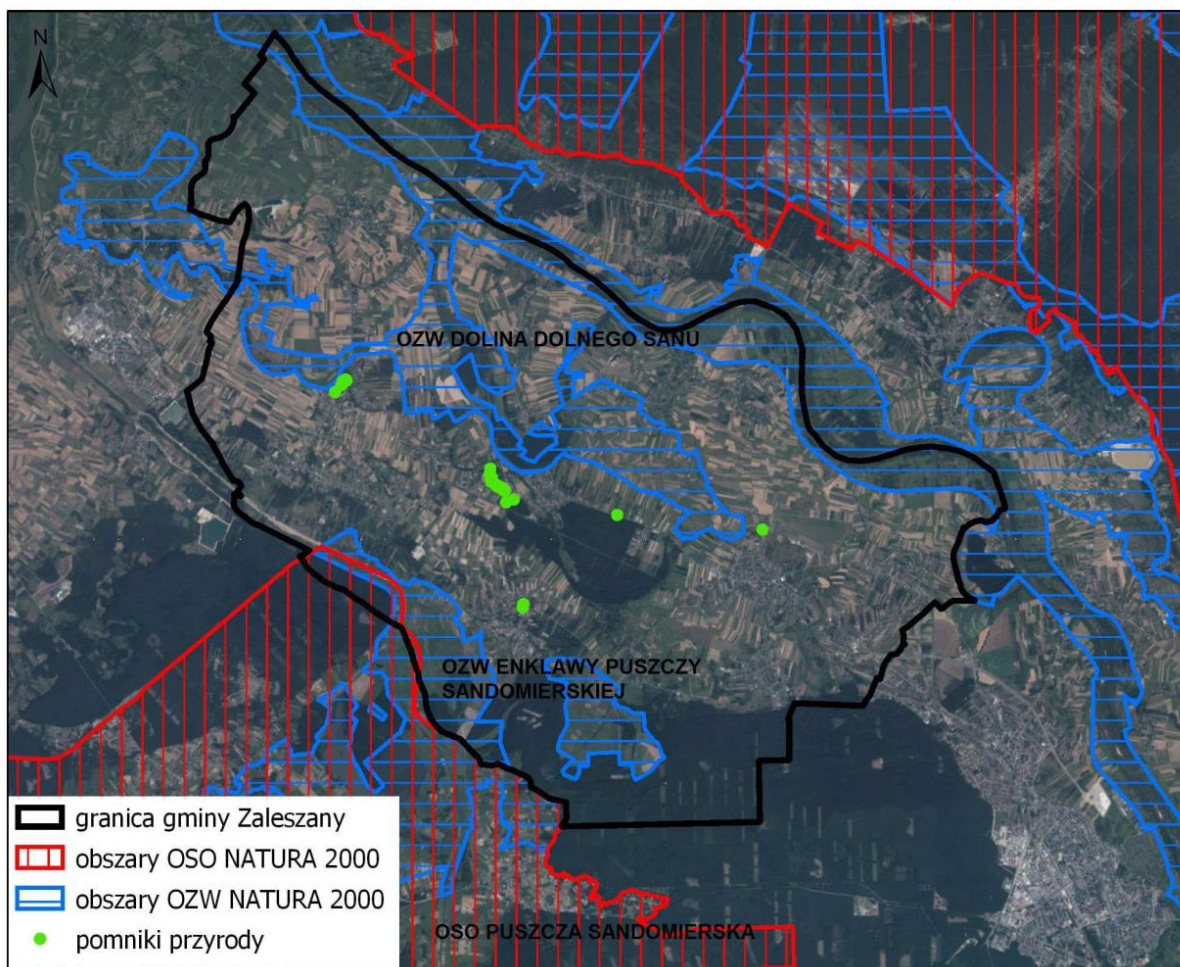 N
OZW DOLINA DOLNEGO SANU
OZW ENKLAWY PUSZCZY
SANDOMIERSKIEJ
granica gminy Zaleszany
obszary OSO NATURA 2000
obszary OZW NATURA 2000
pomniki przyrody
OSO PUSZCZA SANDOMIERSKA